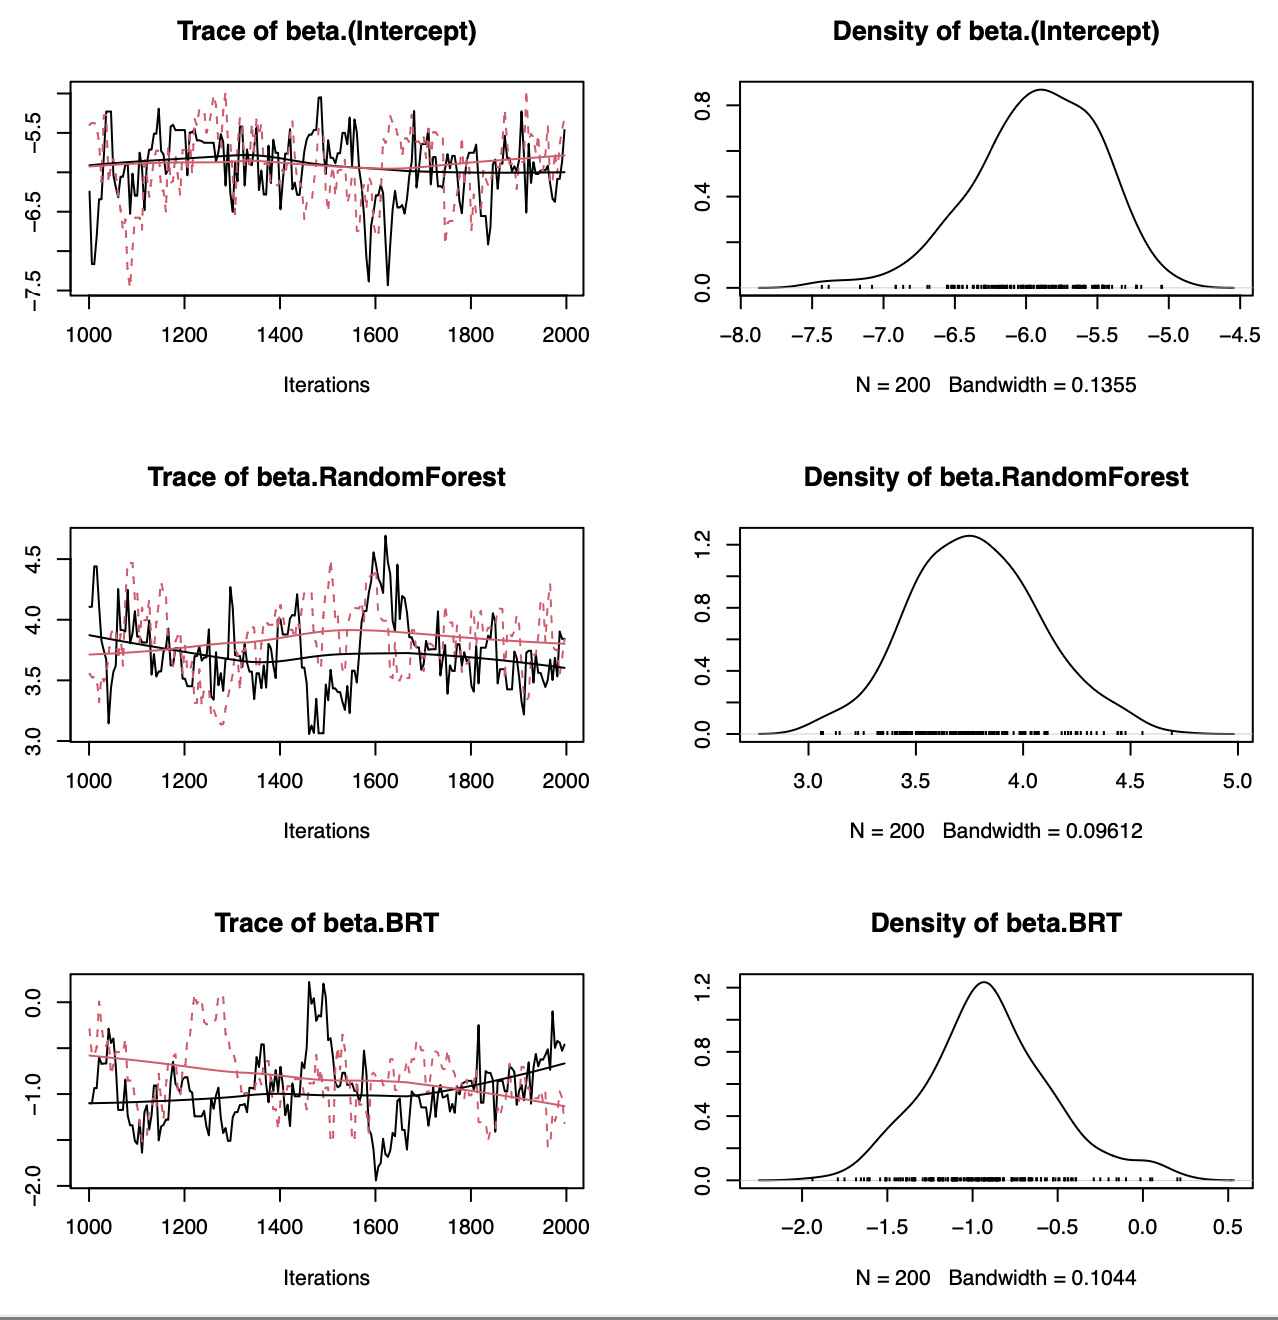 Trace of beta.(Intercept)
−5.5
−6.5
−7.5
1000 1200 1400 1600 1800 2000
Iterations
Density of beta.(Intercept)
0.8
0.4
0.0
−8.0 −7.5 −7.0 −6.5 −6.0 −5.5 −5.0 −4.5
N = 200 Bandwidth = 0.1355
Trace of beta.RandomForest
4.5
4.0
3.5
3.0
1000 1200 1400 1600 1800 2000
Iterations
Density of beta.RandomForest
1.2
0.8
0.4
0.0
3.0 3.5 4.0 4.5 5.0
N = 200 Bandwidth = 0.09612
Trace of beta.BRT
0.0
−1.0
−2.0
1000 1200 1400 1600 1800 2000
Iterations
Density of beta.BRT
1.2
0.8
0.4
0.0
−2.0 −1.5 −1.0 −0.5 0.0 0.5
N = 200 Bandwidth = 0.1044